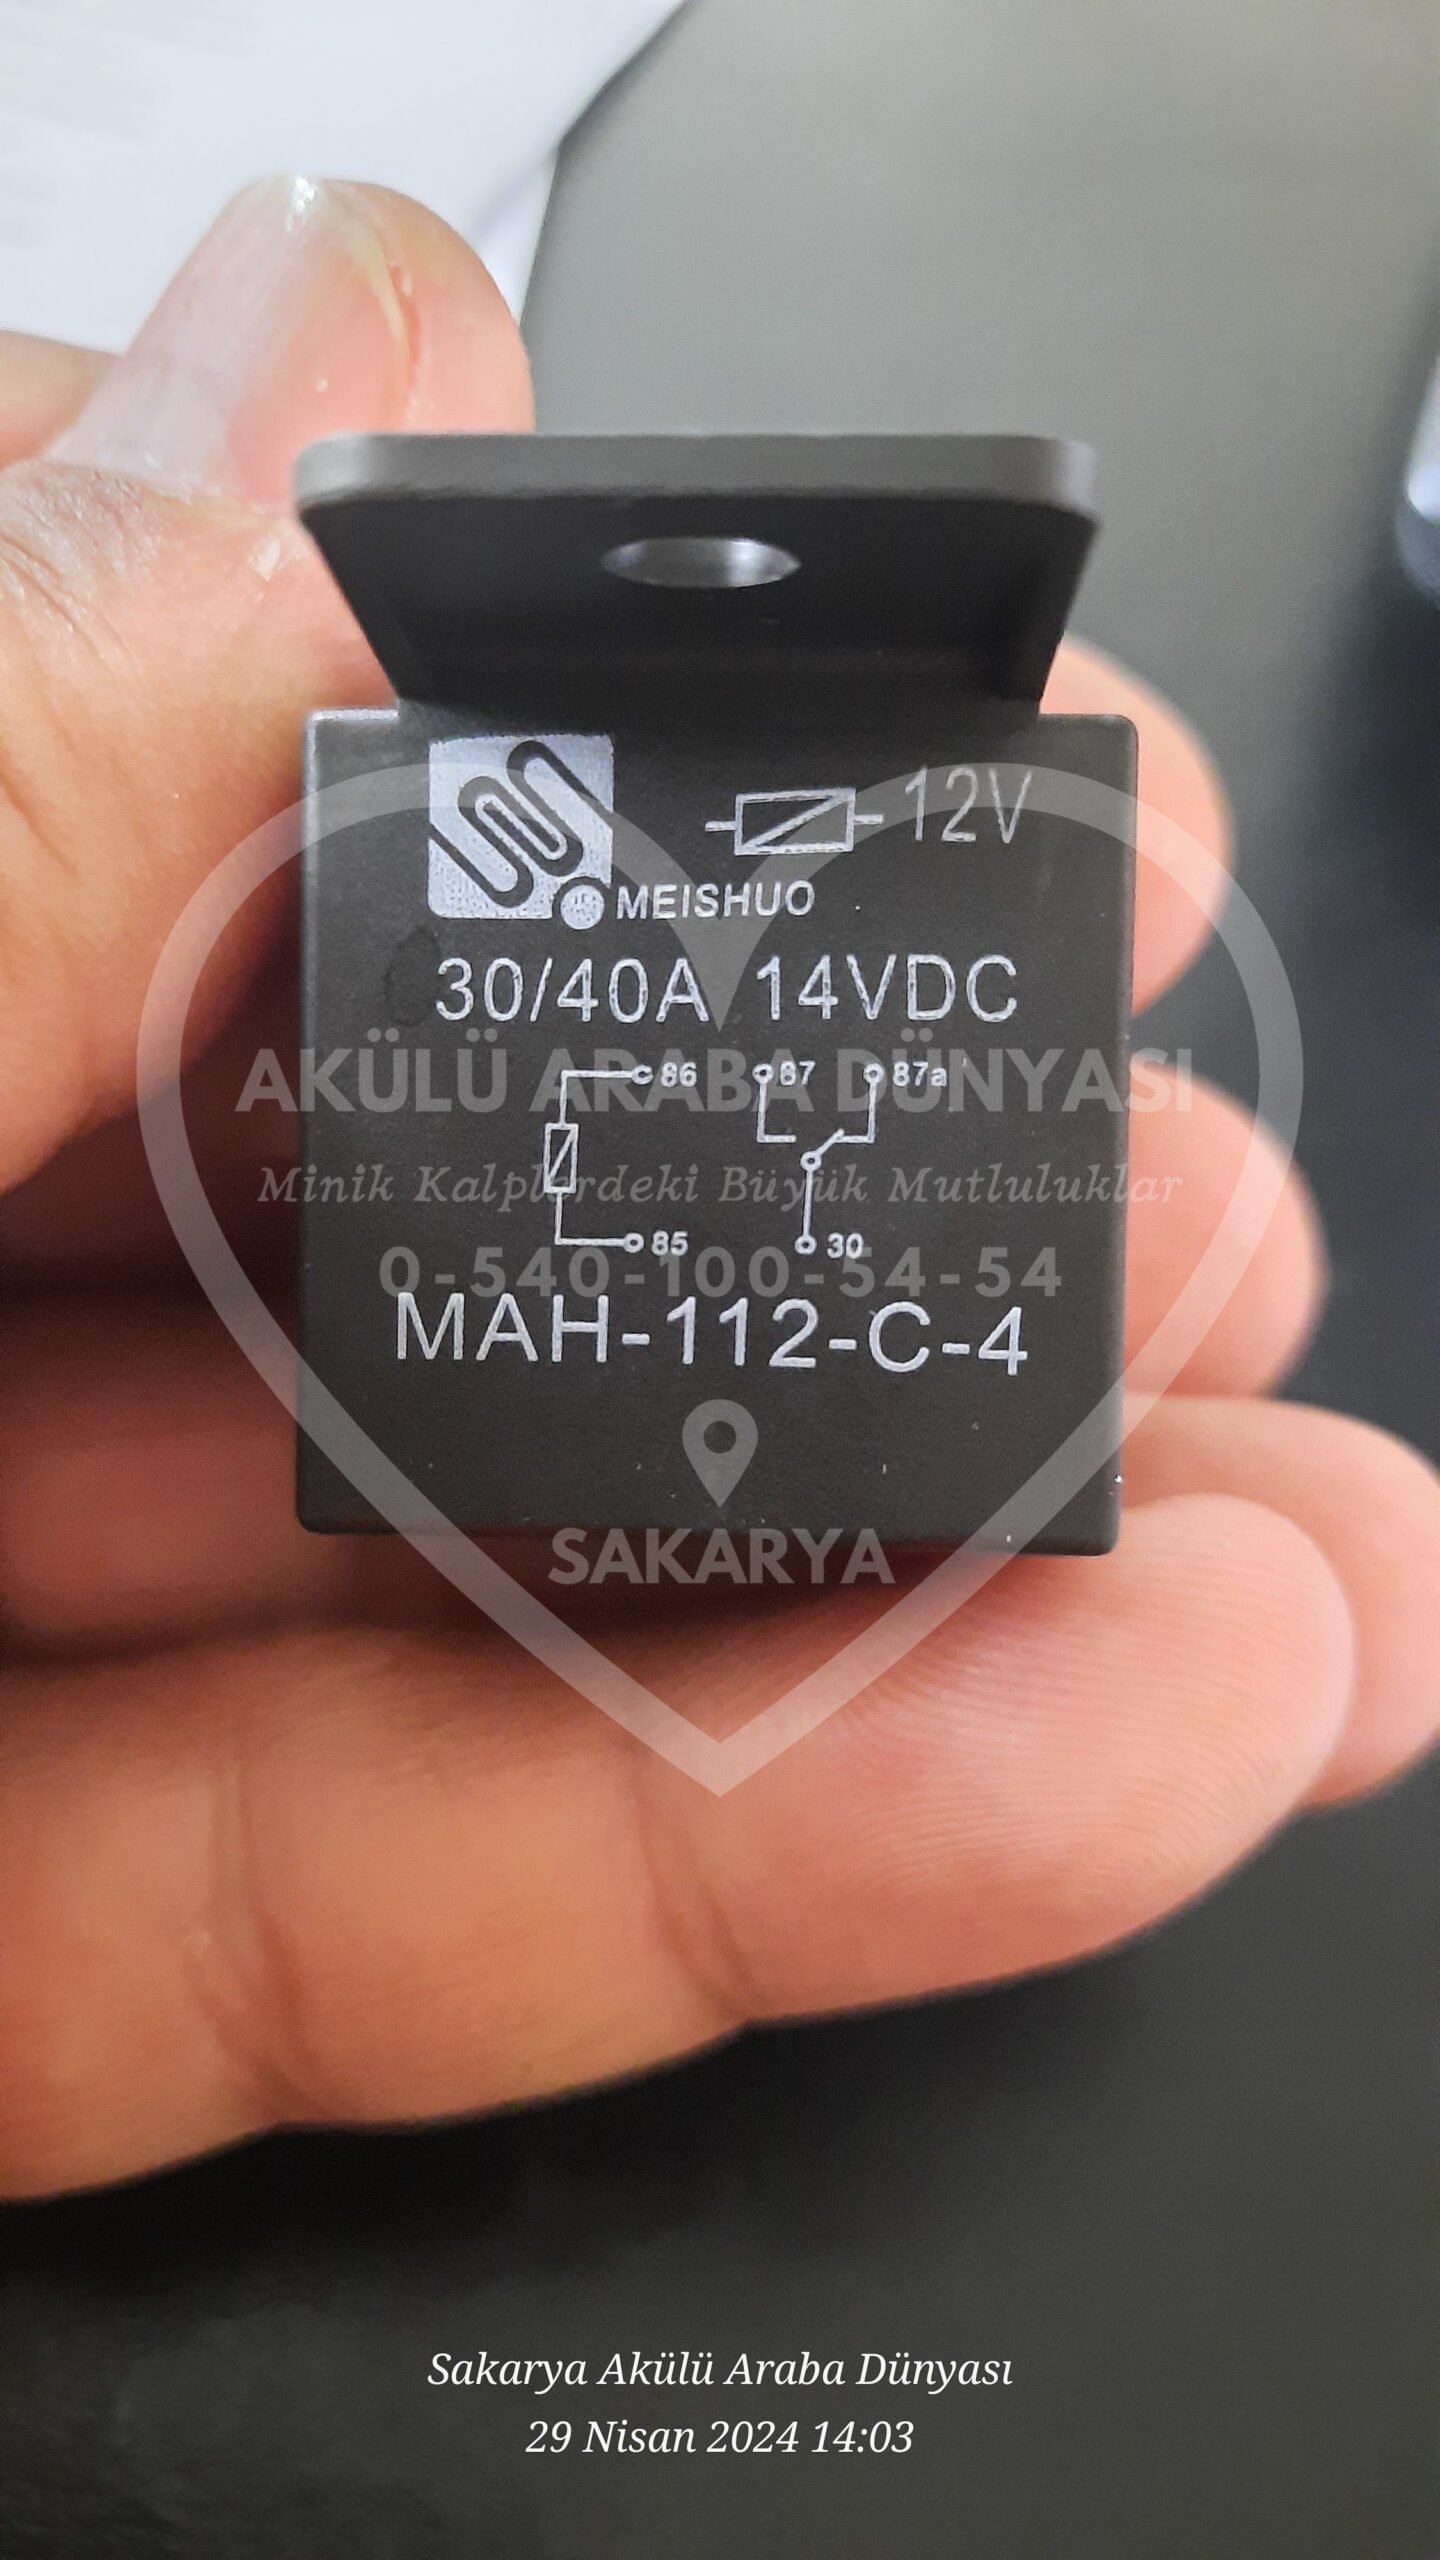 12V
MEISHUO
30/40A 14VDC
AKÜLÜ ARABA DÜNYASI
86 87 87a
Minik Kalplerdeki Büyük Mutluluklar
85 30
0-540-100-54-54
MAH-112-C-4
SAKARYA
Sakarya Akülü Araba Dünyası
29 Nisan 2024 14:03